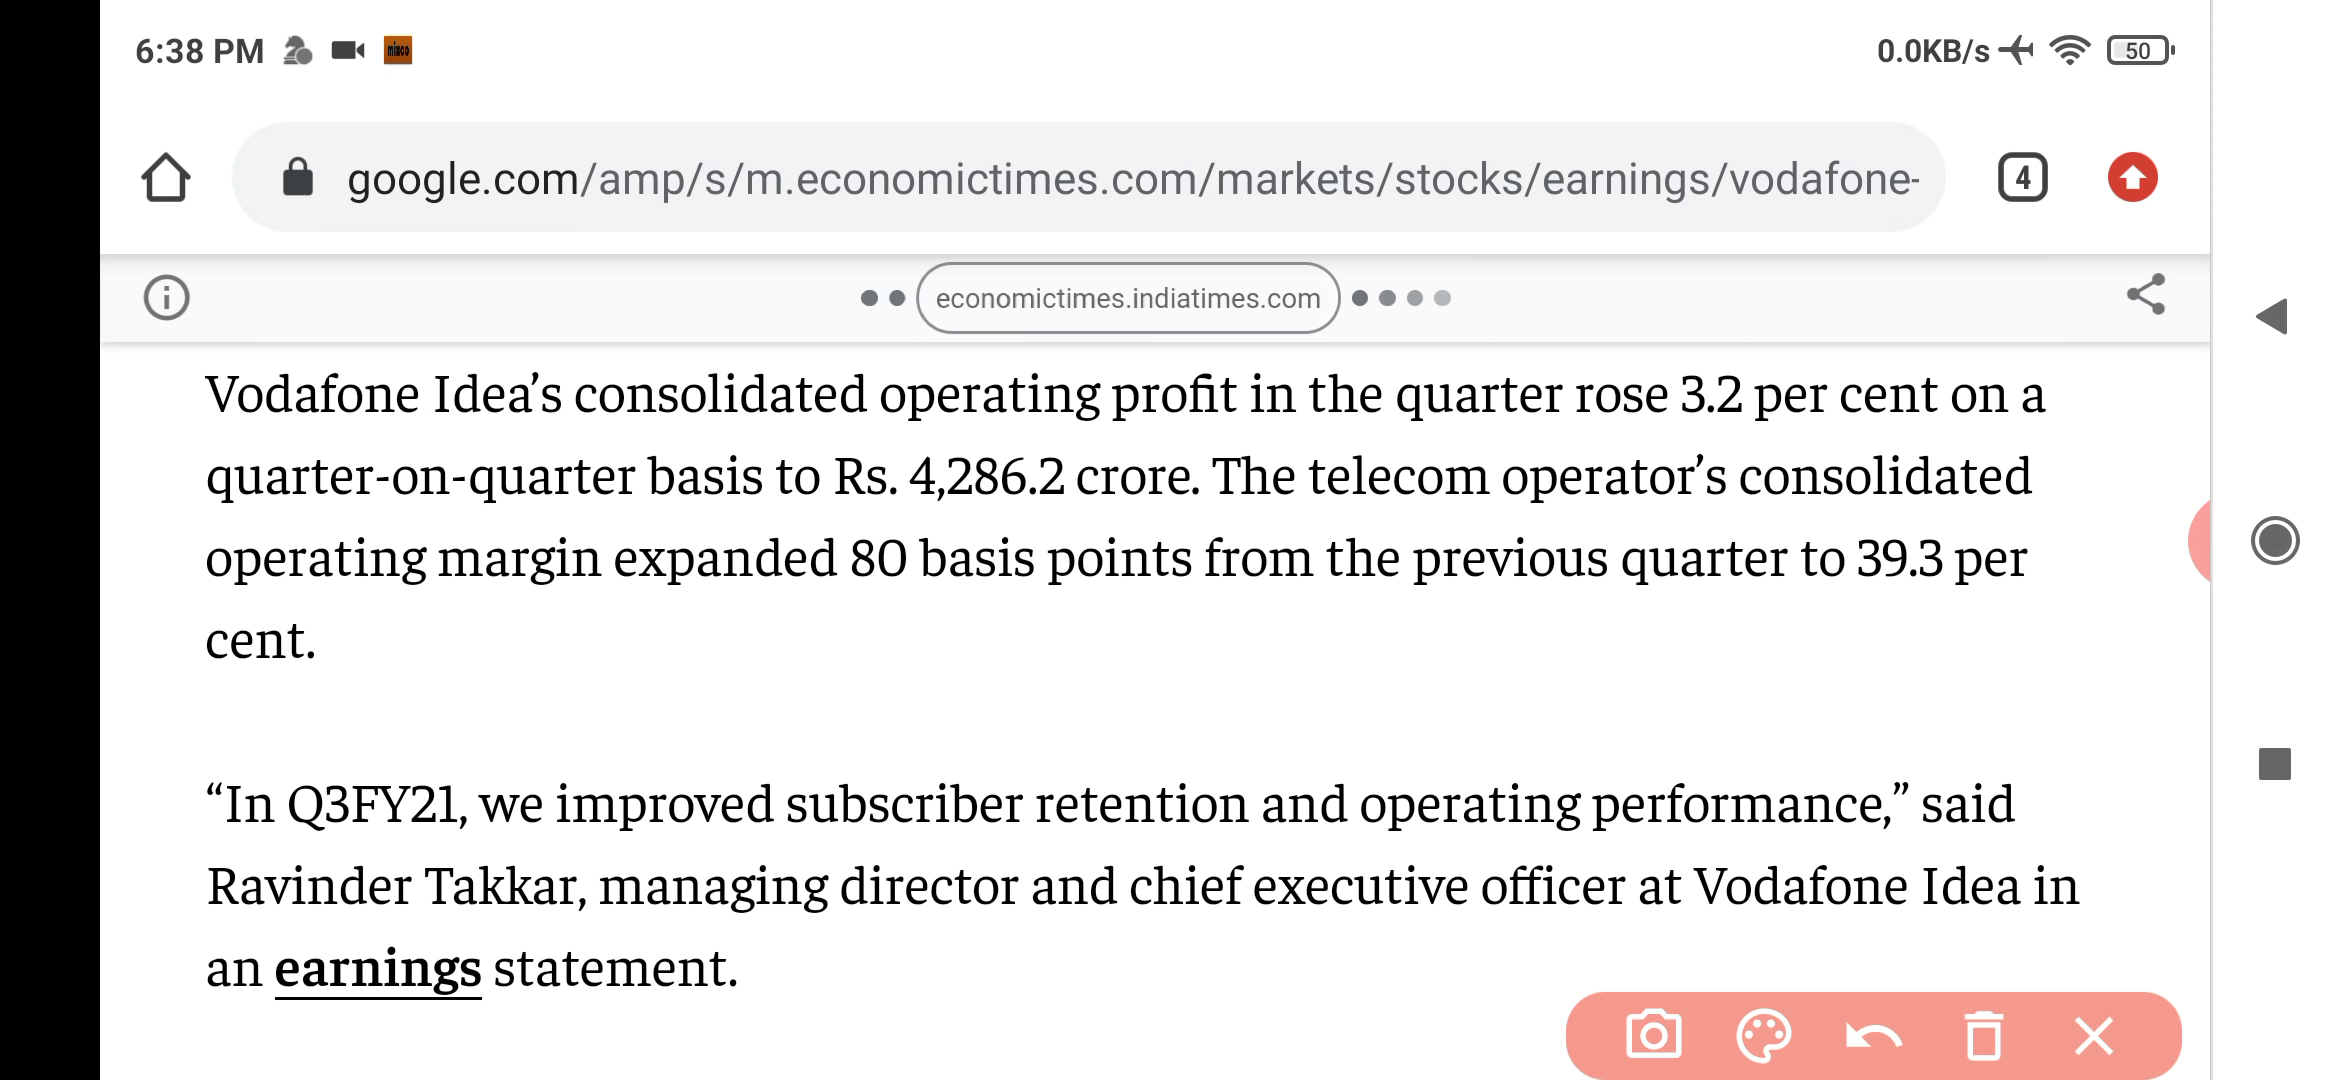 6:38 PM
0.0KB/s
50
google.com/amp/s/m.economictimes.com/markets/stocks/earnings/vodafone-
4
economictimes.indiatimes.com
Vodafone Idea’s consolidated operating profit in the quarter rose 3.2 per cent on a
quarter-on-quarter basis to Rs. 4,286.2 crore. The telecom operator’s consolidated
operating margin expanded 80 basis points from the previous quarter to 39.3 per
cent.
“In Q3FY21, we improved subscriber retention and operating performance,” said
Ravinder Takkar, managing director and chief executive officer at Vodafone Idea in
an earnings statement.